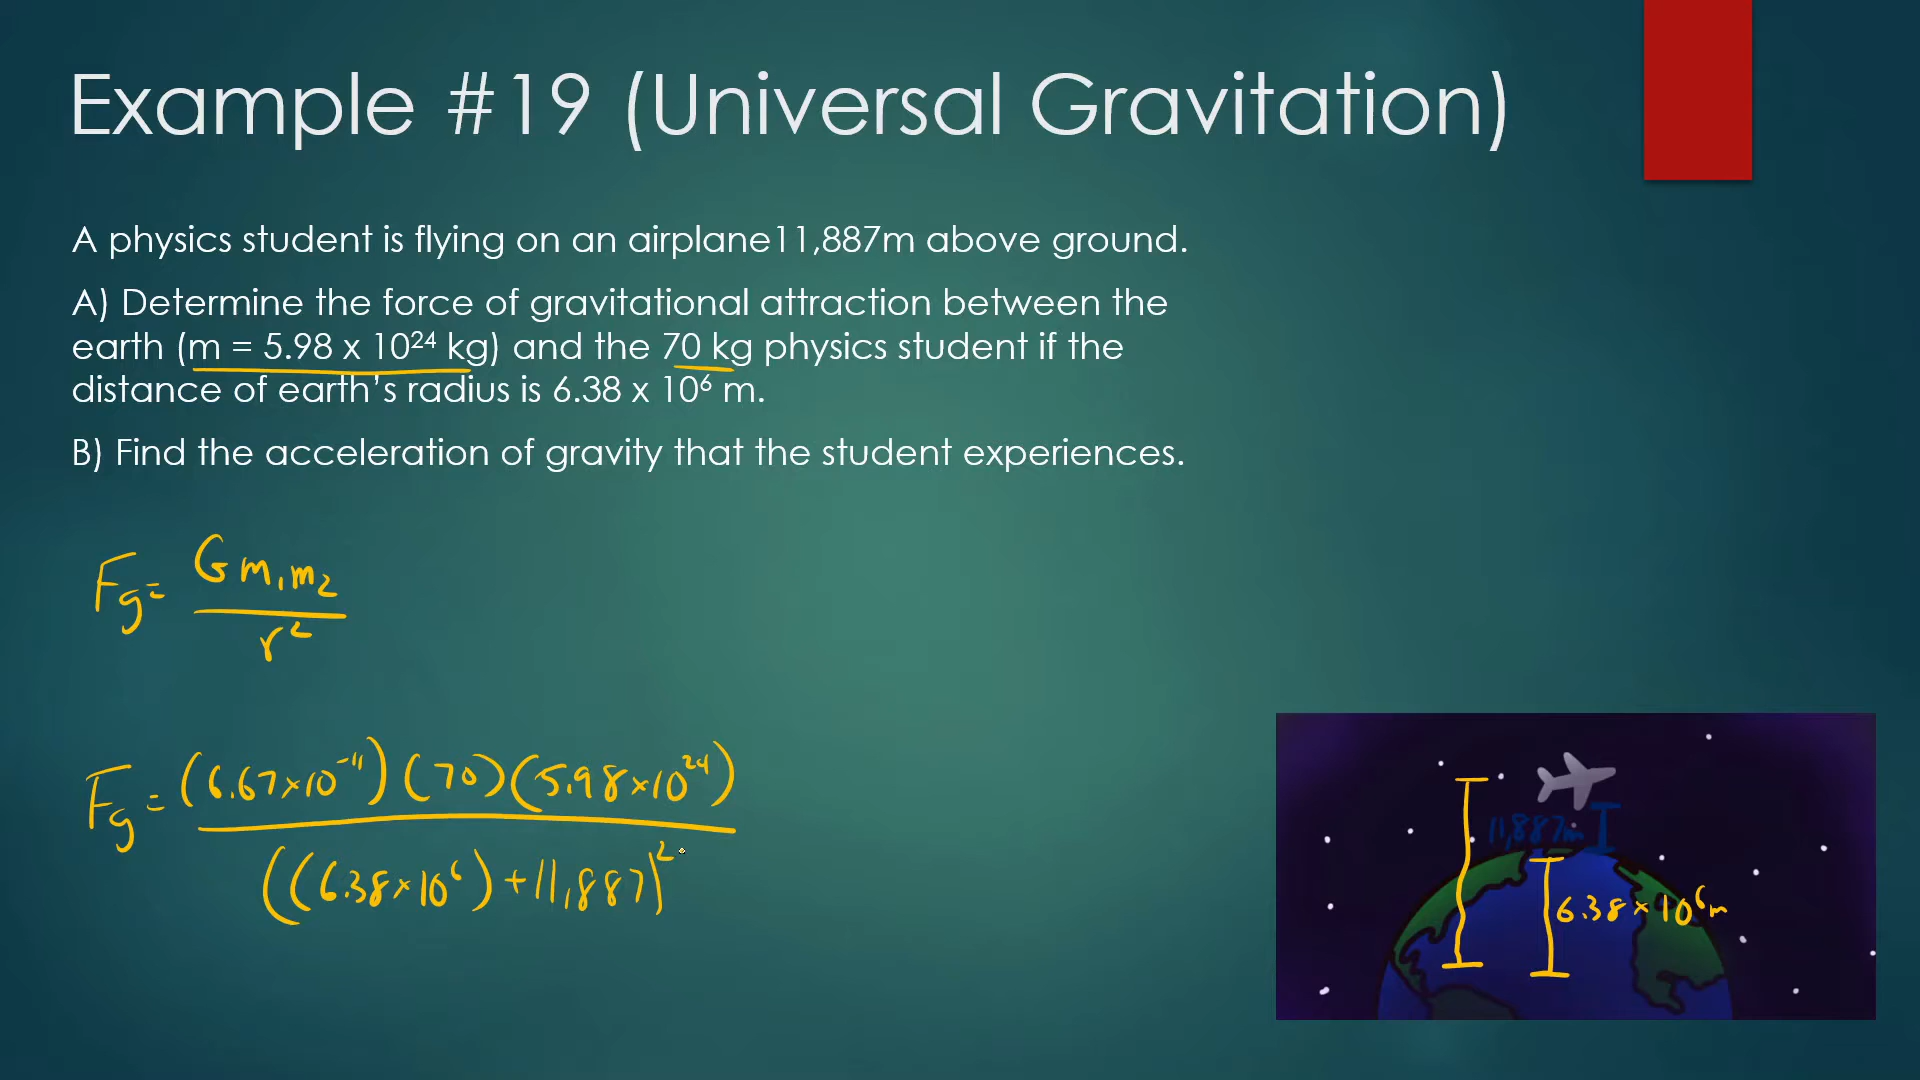 Example #19 (Universal Gravitation)
A physics student is flying on an airplane11,887m above ground.
A) Determine the force of gravitational attraction between the
earth (m = 5.98 x 10²⁴ kg) and the 70 kg physics student if the
distance of earth's radius is 6.38 x 10⁶ m.
B) Find the acceleration of gravity that the student experiences.
Fg = G m₁ m₂ / r²
Fg = (6.67×10⁻¹¹) (70) (5.98×10²⁴) / ((6.38×10⁶) + 11,887)²
11,887m
6.38 × 10⁶ m